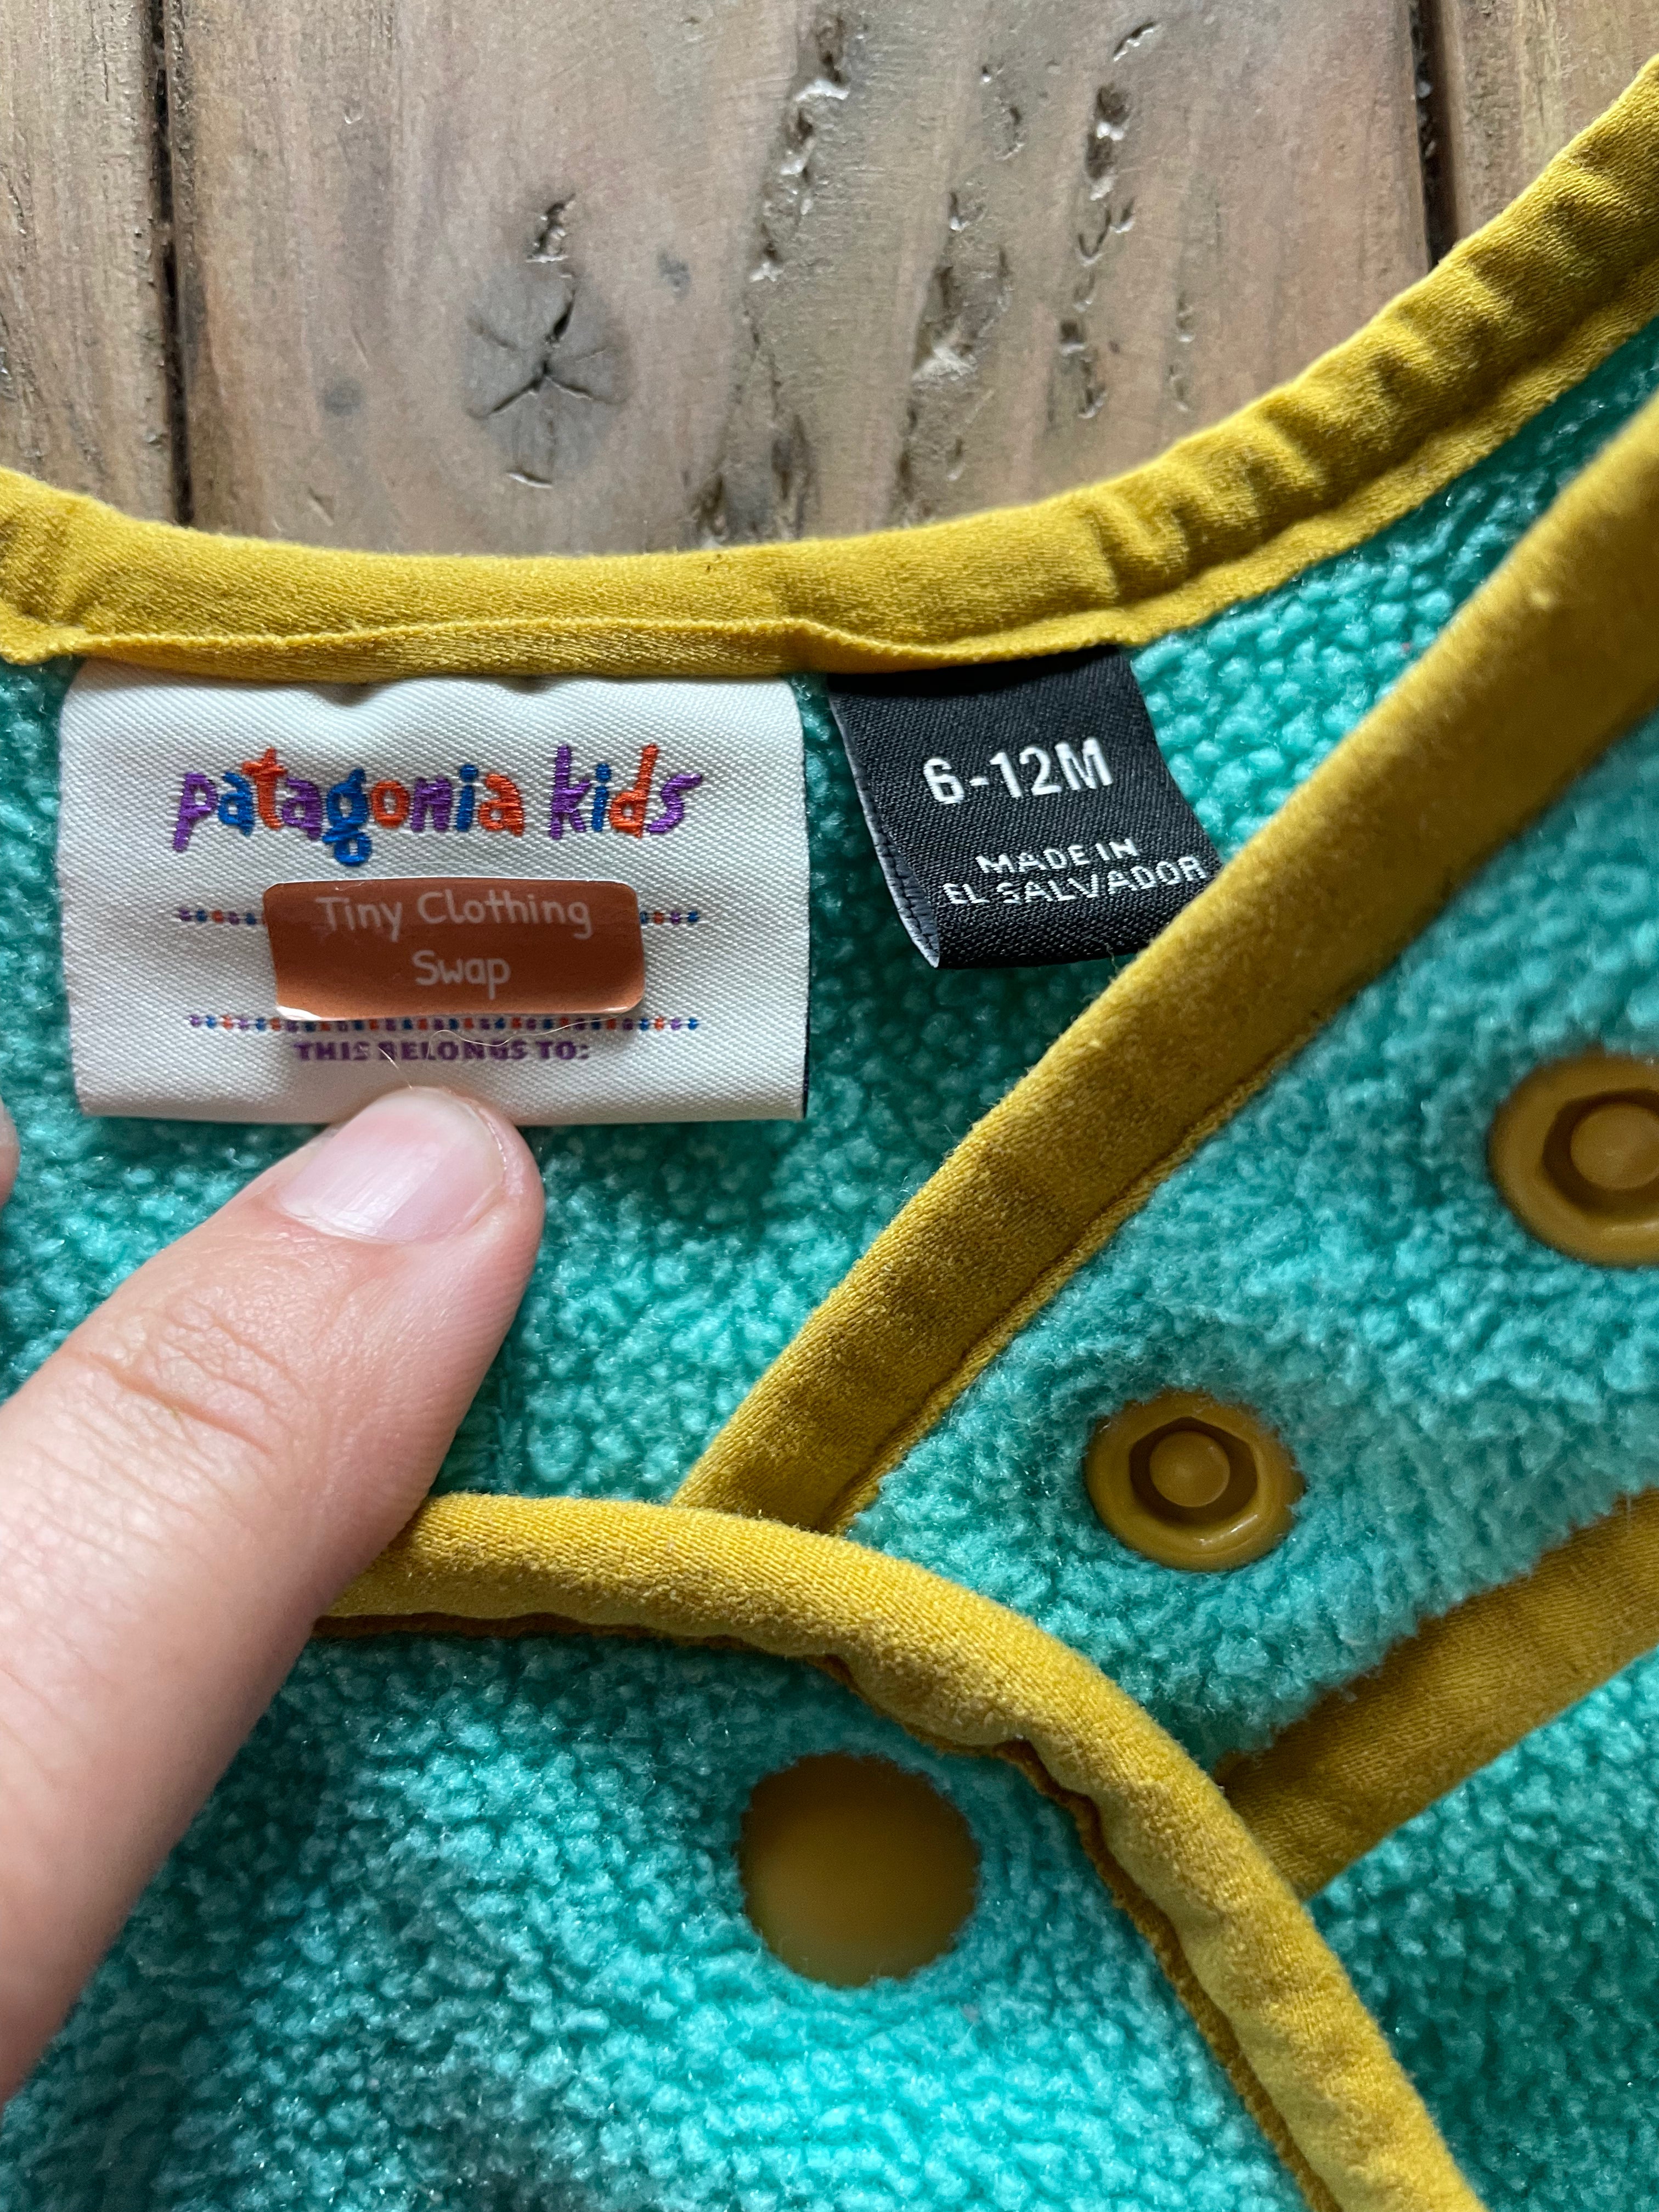 patagonia kids
Tiny Clothing
Swap
THIS BELONGS TO:
6-12M
MADE IN
EL SALVADOR